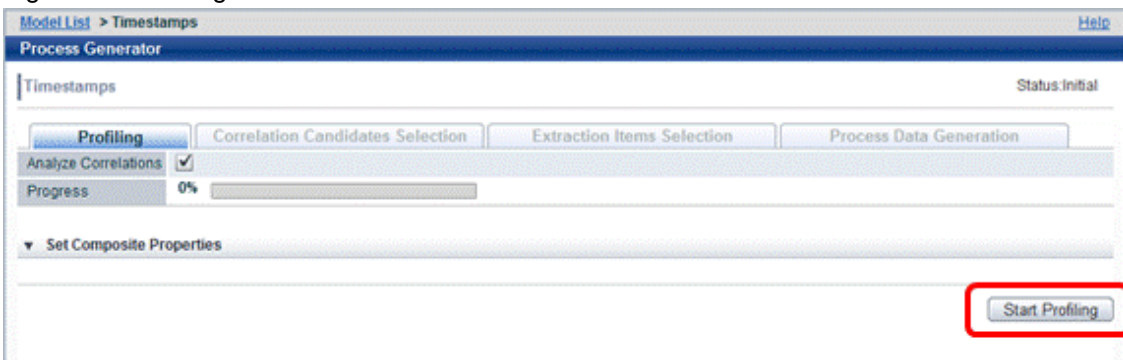 Model List > Timestamps Help
Process Generator
Timestamps Status:Initial
Profiling Correlation Candidates Selection Extraction Items Selection Process Data Generation
Analyze Correlations
Progress 0%
▼ Set Composite Properties
Start Profiling